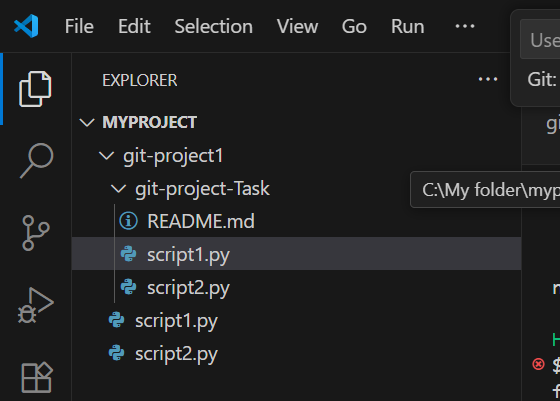 File Edit Selection View Go Run ···
Use
Git:
EXPLORER ···
MYPROJECT
git-project1
git-project-Task
C:\My folder\myp
README.md
script1.py
script2.py
script1.py
script2.py
$